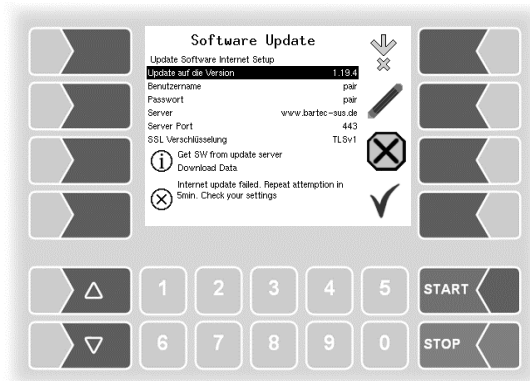 Software Update
Update Software Internet Setup
Update auf die Version 1.19.4
Benutzername pair
Passwort pair
Server www.bartec-sus.de
Server Port 443
SSL Verschlüsselung TLSv1
Get SW from update server
Download Data
Internet update failed. Repeat attemption in
5min. Check your settings
1 2 3 4 5 START
6 7 8 9 0 STOP